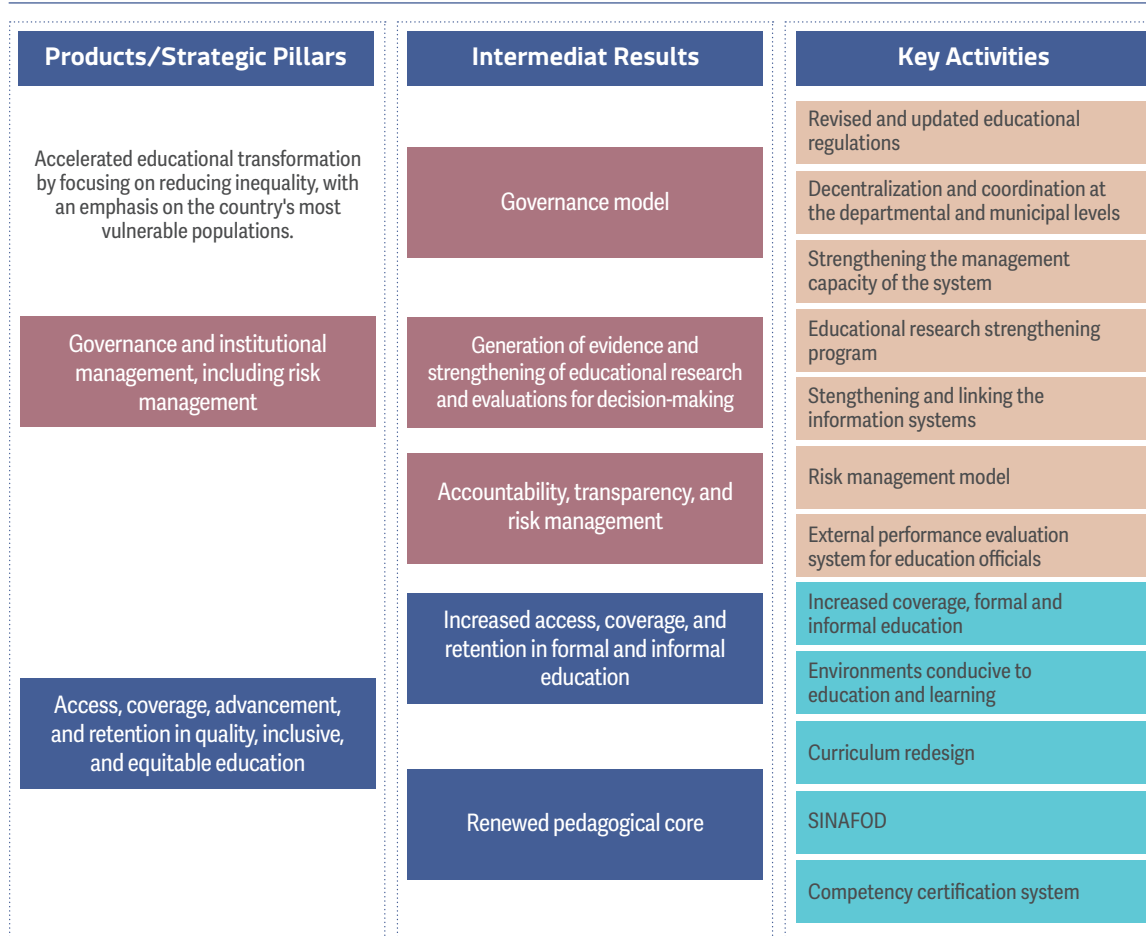 Products/Strategic Pillars
Accelerated educational transformation
by focusing on reducing inequality, with
an emphasis on the country's most
vulnerable populations.
Governance and institutional
management, including risk
management
Access, coverage, advancement,
and retention in quality, inclusive,
and equitable education
Intermediat Results
Governance model
Generation of evidence and
strengthening of educational research
and evaluations for decision-making
Accountability, transparency, and
risk management
Increased access, coverage, and
retention in formal and informal
education
Renewed pedagogical core
Key Activities
Revised and updated educational
regulations
Decentralization and coordination at
the departmental and municipal levels
Strengthening the management
capacity of the system
Educational research strengthening
program
Stengthening and linking the
information systems
Risk management model
External performance evaluation
system for education officials
Increased coverage, formal and
informal education
Environments conducive to
education and learning
Curriculum redesign
SINAFOD
Competency certification system